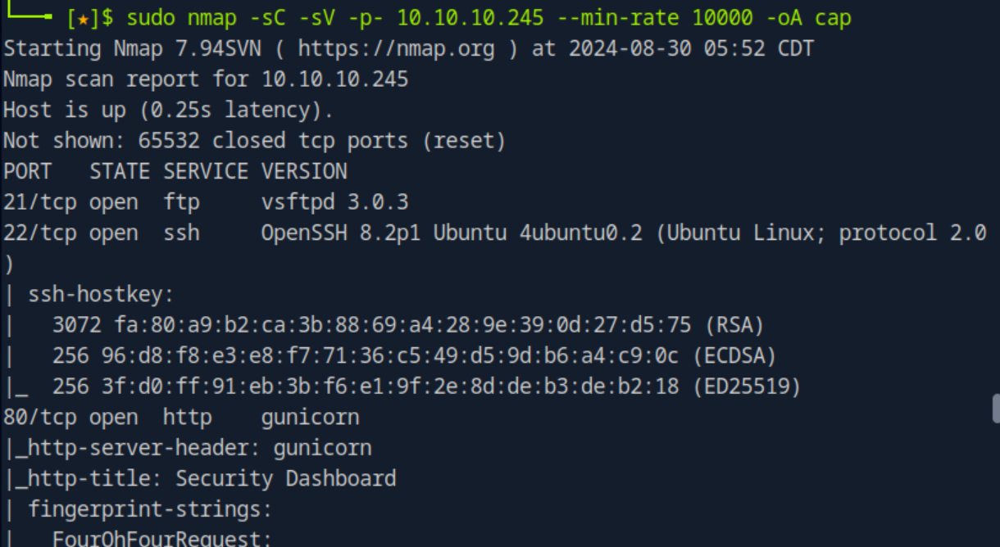 [★]$ sudo nmap -sC -sV -p- 10.10.10.245 --min-rate 10000 -oA cap
Starting Nmap 7.94SVN ( https://nmap.org ) at 2024-08-30 05:52 CDT
Nmap scan report for 10.10.10.245
Host is up (0.25s latency).
Not shown: 65532 closed tcp ports (reset)
PORT   STATE SERVICE VERSION
21/tcp open  ftp     vsftpd 3.0.3
22/tcp open  ssh     OpenSSH 8.2p1 Ubuntu 4ubuntu0.2 (Ubuntu Linux; protocol 2.0
)
| ssh-hostkey:
|   3072 fa:80:a9:b2:ca:3b:88:69:a4:28:9e:39:0d:27:d5:75 (RSA)
|   256 96:d8:f8:e3:e8:f7:71:36:c5:49:d5:9d:b6:a4:c9:0c (ECDSA)
|_  256 3f:d0:ff:91:eb:3b:f6:e1:9f:2e:8d:de:b3:de:b2:18 (ED25519)
80/tcp open  http    gunicorn
|_http-server-header: gunicorn
|_http-title: Security Dashboard
| fingerprint-strings:
|   FourOhFourRequest: